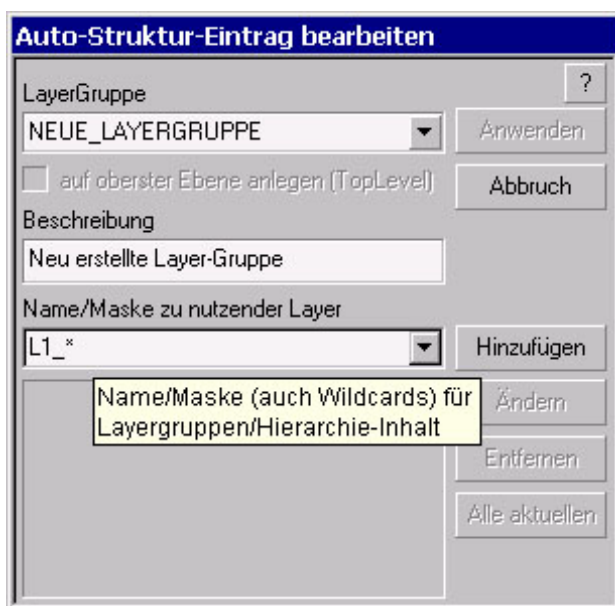 Auto-Struktur-Eintrag bearbeiten
?
LayerGruppe
NEUE_LAYERGRUPPE
Anwenden
auf oberster Ebene anlegen (TopLevel)
Abbruch
Beschreibung
Neu erstellte Layer-Gruppe
Name/Maske zu nutzender Layer
L1_*
Hinzufügen
Name/Maske (auch Wildcards) für
Layergruppen/Hierarchie-Inhalt
Ändern
Entfernen
Alle aktuellen